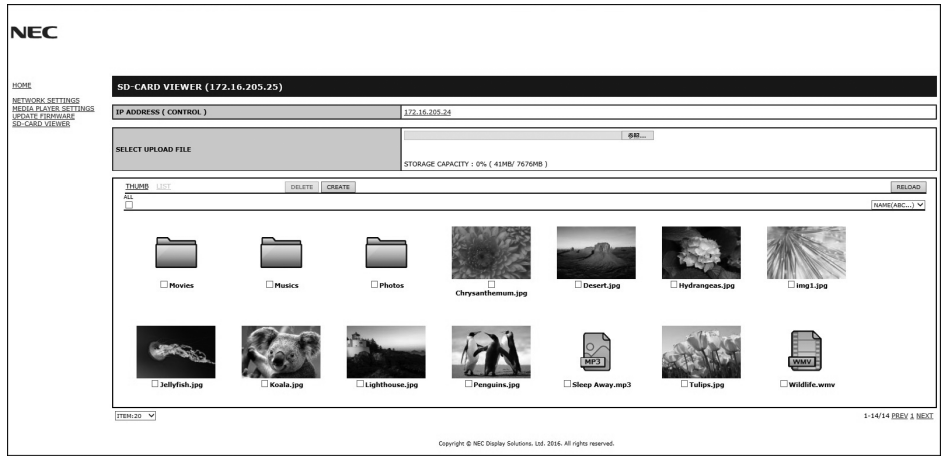 NEC
HOME
NETWORK SETTINGS
MEDIA PLAYER SETTINGS
UPDATE FIRMWARE
SD-CARD VIEWER
SD-CARD VIEWER (172.16.205.25)
IP ADDRESS ( CONTROL )
172.16.205.24
SELECT UPLOAD FILE
参照...
STORAGE CAPACITY : 0% ( 41MB/ 7676MB )
THUMB LIST DELETE CREATE RELOAD
ALL
NAME(ABC...)
Movies Musics Photos Chrysanthemum.jpg Desert.jpg Hydrangeas.jpg img1.jpg
MP3 WMV
Jellyfish.jpg Koala.jpg Lighthouse.jpg Penguins.jpg Sleep Away.mp3 Tulips.jpg Wildlife.wmv
ITEM:20 1-14/14 PREV 1 NEXT
Copyright © NEC Display Solutions. Ltd. 2016. All rights reserved.